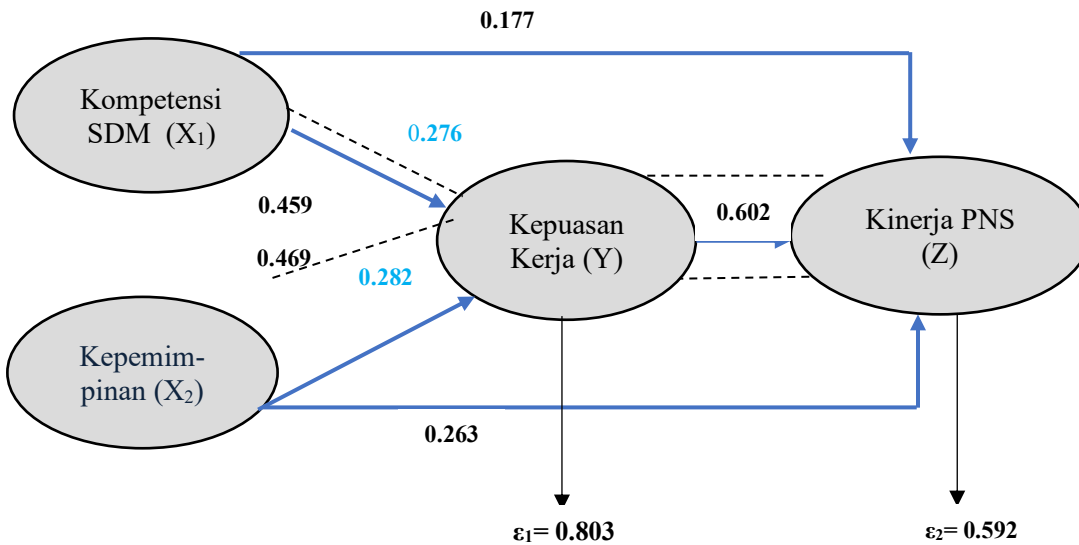 0.177
Kompetensi
SDM (X₁)
0.276
0.459
Kepuasan
Kerja (Y)
0.602
Kinerja PNS
(Z)
0.469
0.282
Kepemim-
pinan (X₂)
0.263
ε₁= 0.803
ε₂= 0.592